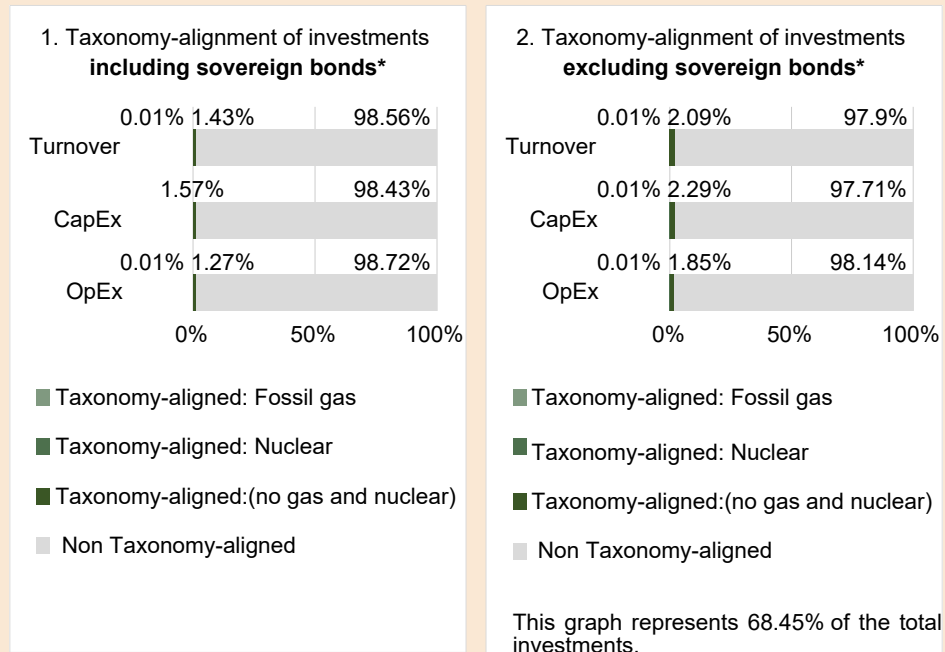 1. Taxonomy-alignment of investments
including sovereign bonds*
0.01% 1.43% 98.56%
Turnover
1.57% 98.43%
CapEx
0.01% 1.27% 98.72%
OpEx
0% 50% 100%
Taxonomy-aligned: Fossil gas
Taxonomy-aligned: Nuclear
Taxonomy-aligned:(no gas and nuclear)
Non Taxonomy-aligned
2. Taxonomy-alignment of investments
excluding sovereign bonds*
0.01% 2.09% 97.9%
Turnover
0.01% 2.29% 97.71%
CapEx
0.01% 1.85% 98.14%
OpEx
0% 50% 100%
Taxonomy-aligned: Fossil gas
Taxonomy-aligned: Nuclear
Taxonomy-aligned:(no gas and nuclear)
Non Taxonomy-aligned
This graph represents 68.45% of the total
investments.